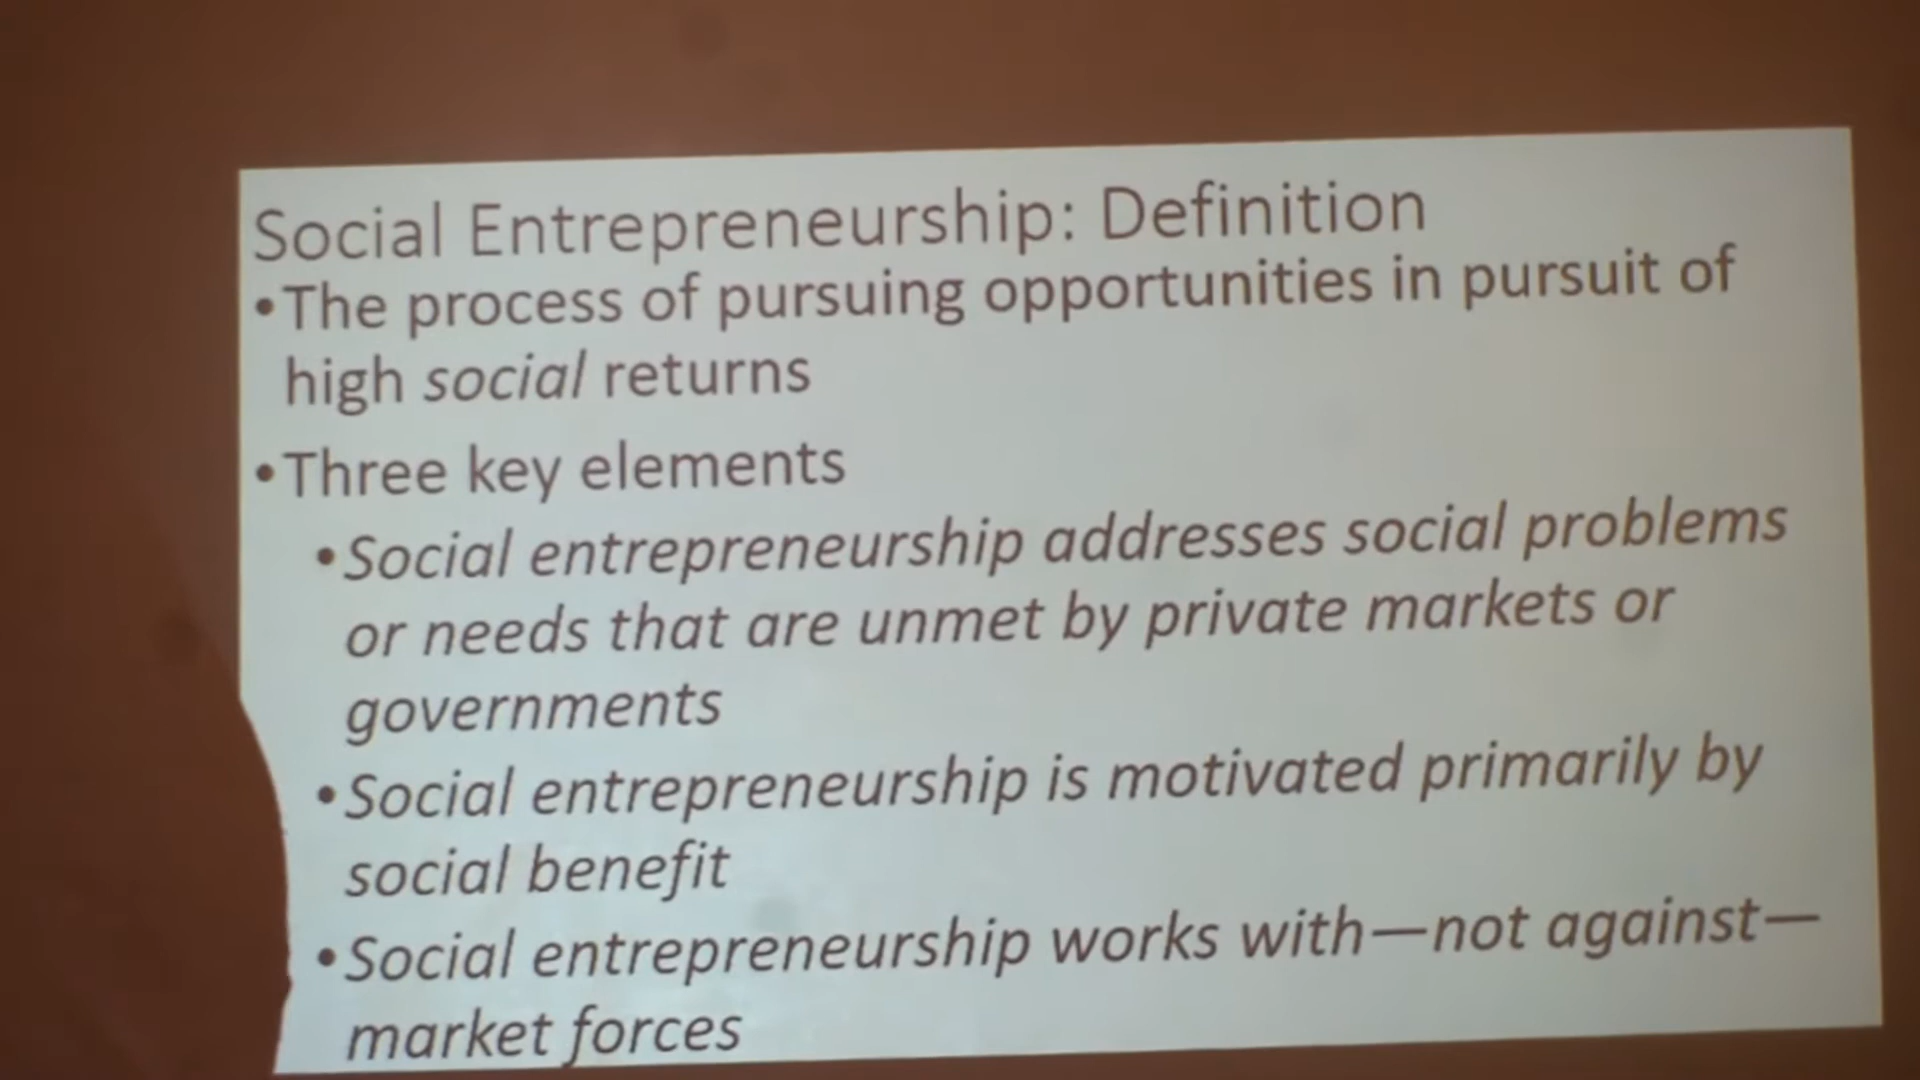 Social Entrepreneurship: Definition
•The process of pursuing opportunities in pursuit of
high social returns
•Three key elements
•Social entrepreneurship addresses social problems
or needs that are unmet by private markets or
governments
•Social entrepreneurship is motivated primarily by
social benefit
•Social entrepreneurship works with—not against—
market forces